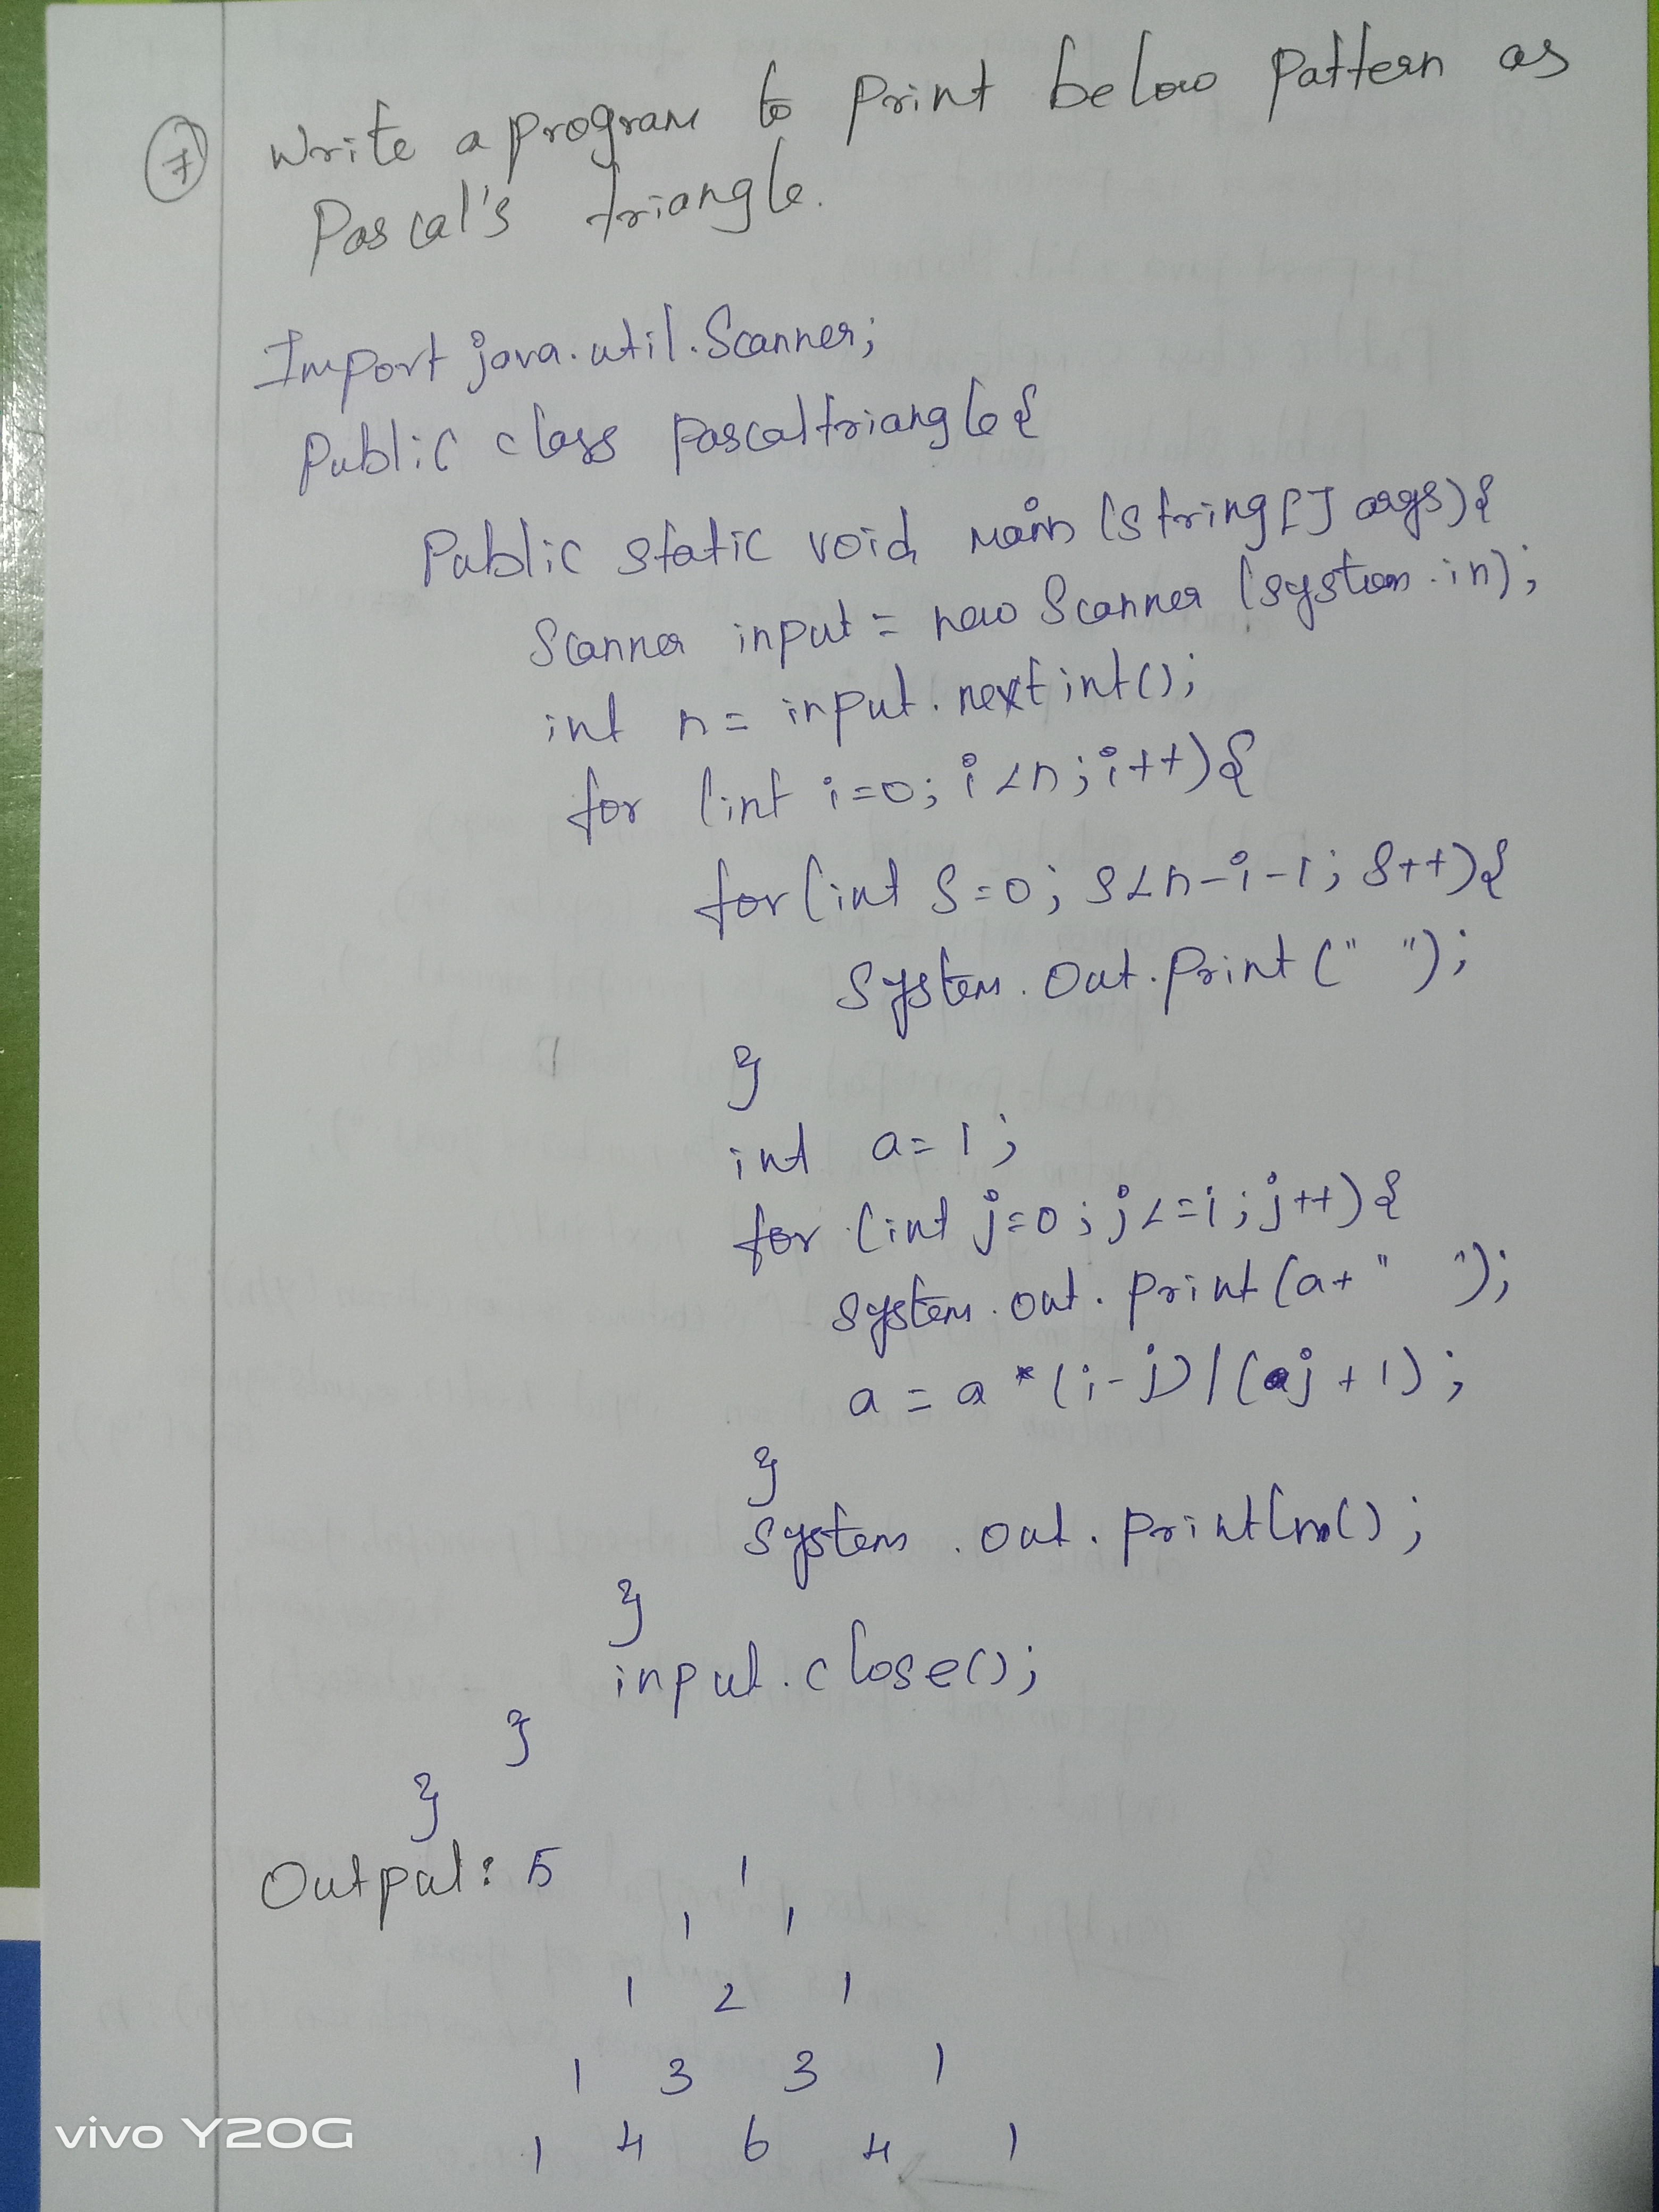 7 Write a program to print below pattern as
Pascal's triangle.
Import java.util.Scanner;
Public class Pascaltriangle{
Public static void main (String[] args){
Scanner input = new Scanner (system.in);
int n = input.nextint();
for (int i=0; i<n; i++){
for(int s=0; s<n-i-1; s++){
System.out.print(" ");
}
int a=1;
for (int j=0; j<=i; j++){
System.out.print(a+" ");
a = a*(i-j)/(j+1);
}
System.out.println();
}
input.close();
}
}
Output: 5 1
1 1
1 2 1
1 3 3 1
1 4 6 4 1
vivo Y20G